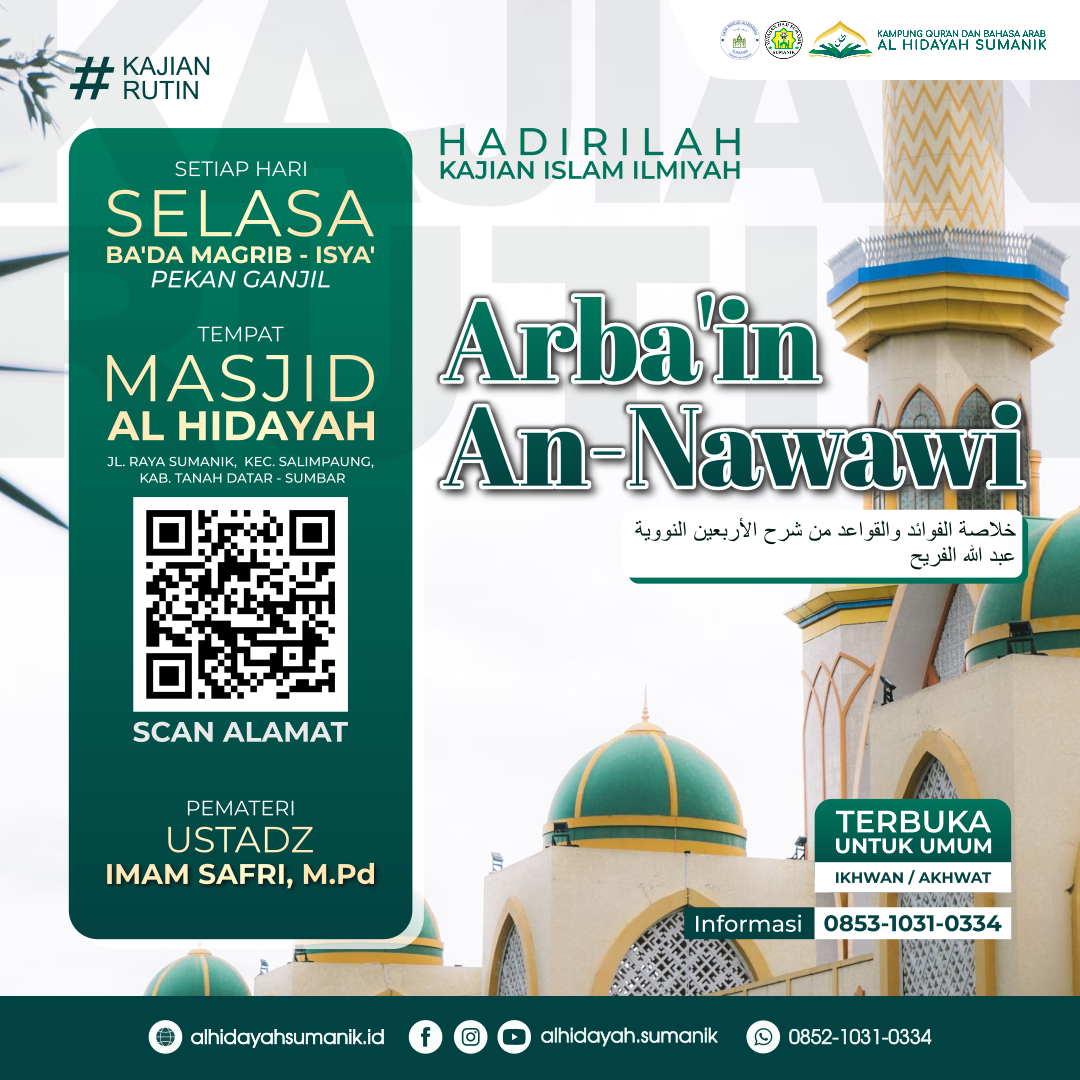 KAMPUNG QUR'AN DAN BAHASA ARAB
AL HIDAYAH SUMANIK
# KAJIAN
RUTIN
KAJIAN
RUTIN
SETIAP HARI
SELASA
BA'DA MAGRIB - ISYA'
PEKAN GANJIL
TEMPAT
MASJID
AL HIDAYAH
JL. RAYA SUMANIK, KEC. SALIMPAUNG,
KAB. TANAH DATAR - SUMBAR
SCAN ALAMAT
PEMATERI
USTADZ
IMAM SAFRI, M.Pd
HADIRILAH
KAJIAN ISLAM ILMIYAH
Arba'in
An-Nawawi
خلاصة الفوائد والقواعد من شرح الأربعين النووية
عبد الله الفريح
TERBUKA
UNTUK UMUM
IKHWAN / AKHWAT
Informasi 0853-1031-0334
alhidayahsumanik.id
alhidayah.sumanik
0852-1031-0334